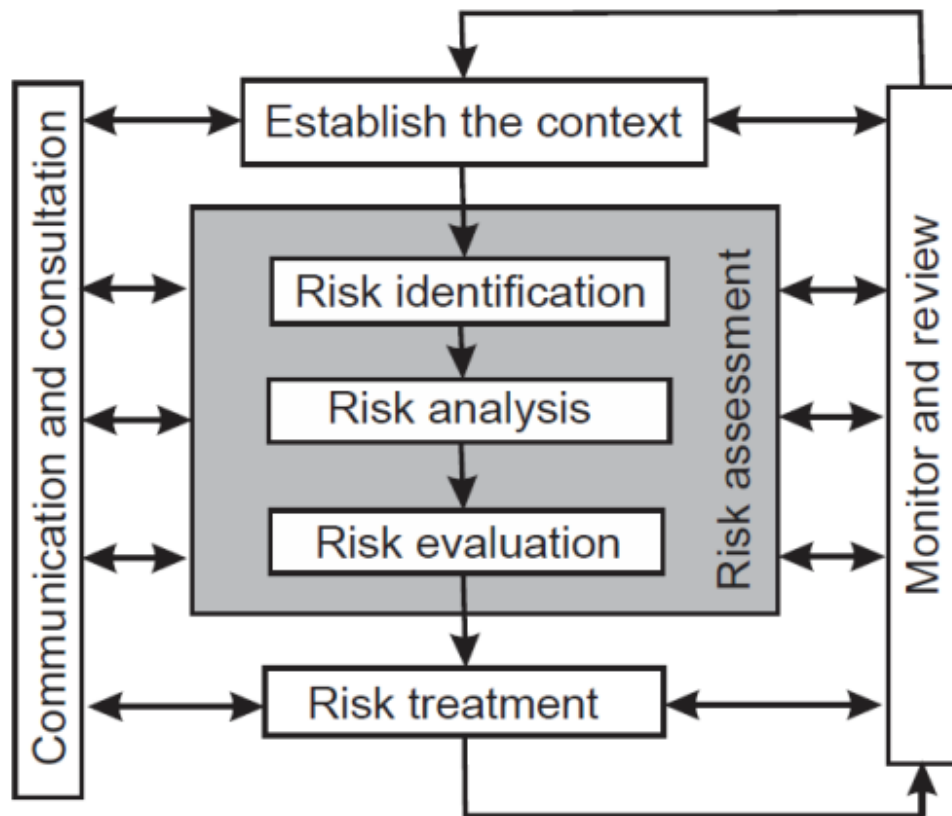 Establish the context
Communication and consultation
Risk identification
Risk analysis
Risk evaluation
Risk assessment
Monitor and review
Risk treatment